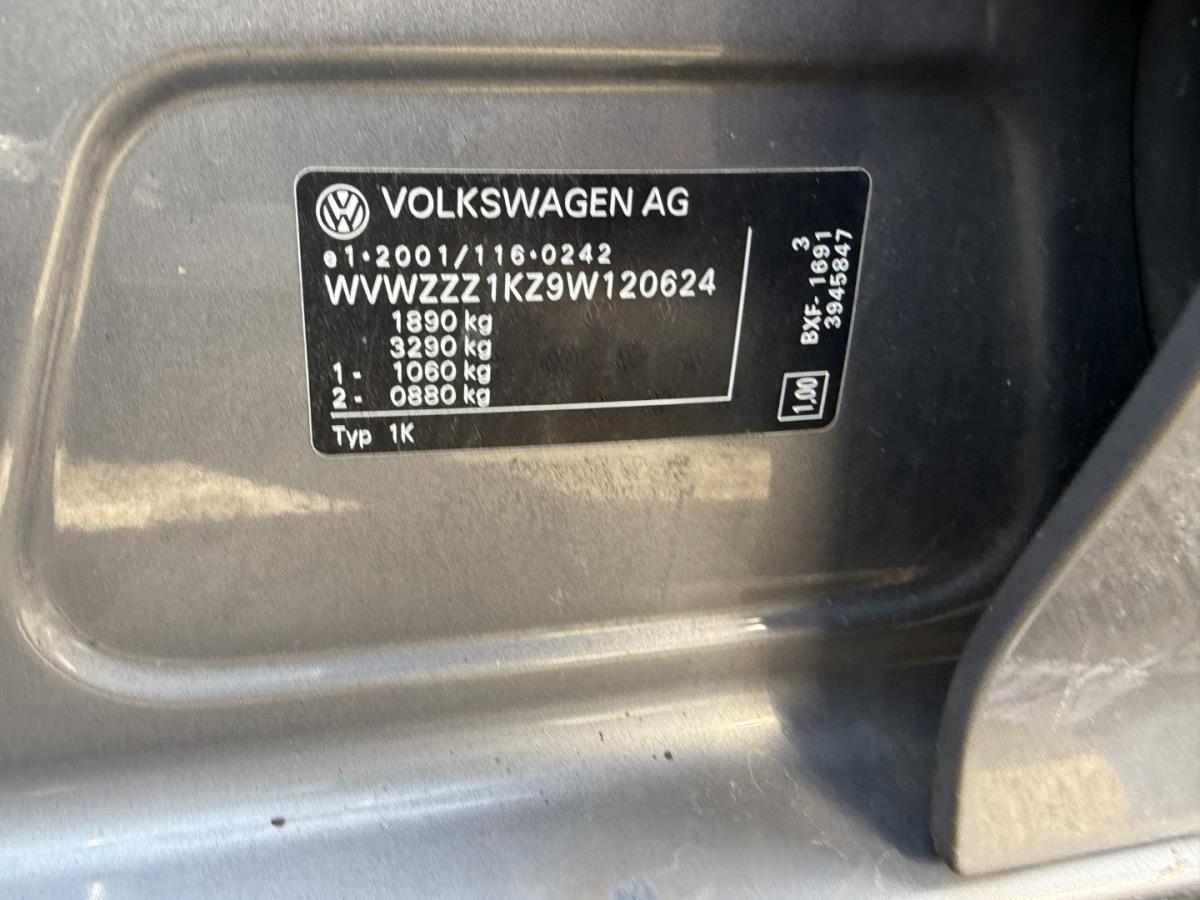 VOLKSWAGEN AG
e1*2001/116*0242
WVWZZZ1KZ9W120624
1890 kg
3290 kg
1 - 1060 kg
2 - 0880 kg
Typ 1K
3
BXF- 1691
3945847
1,00